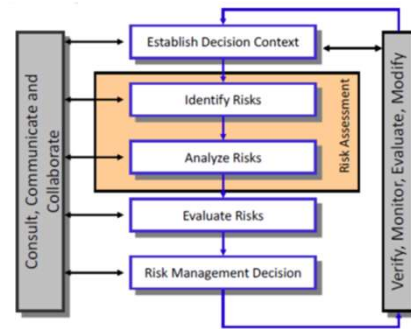 Establish Decision Context
Identify Risks
Analyze Risks
Risk Assessment
Evaluate Risks
Risk Management Decision
Consult, Communicate and
Collaborate
Verify, Monitor, Evaluate, Modify